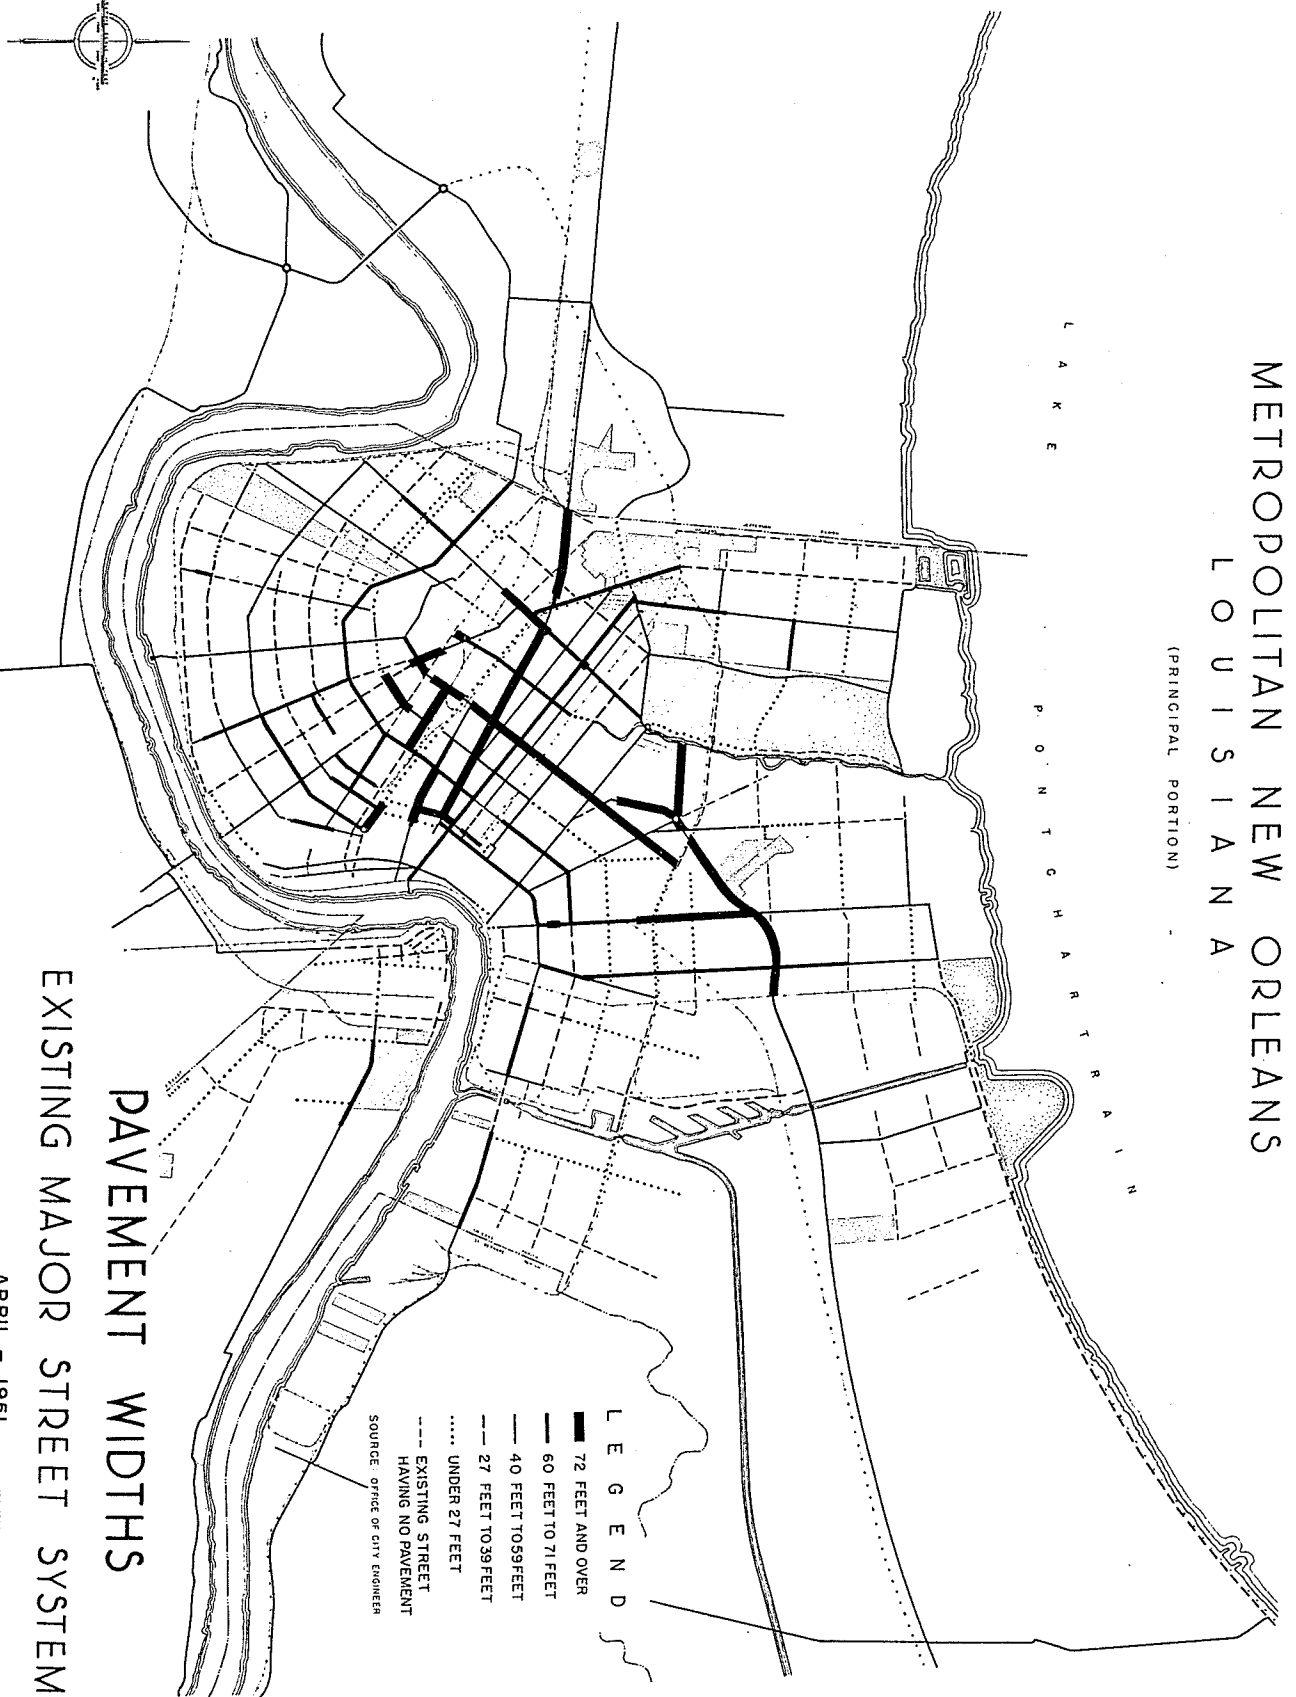 METROPOLITAN NEW ORLEANS
LOUISIANA
(PRINCIPAL PORTION)
LAKE PONTCHARTRAIN
LEGEND
72 FEET AND OVER
60 FEET TO 71 FEET
40 FEET TO 59 FEET
27 FEET TO 39 FEET
UNDER 27 FEET
EXISTING STREET
HAVING NO PAVEMENT
SOURCE: OFFICE OF CITY ENGINEER
PAVEMENT WIDTHS
EXISTING MAJOR STREET SYSTEM
APRIL - 1951